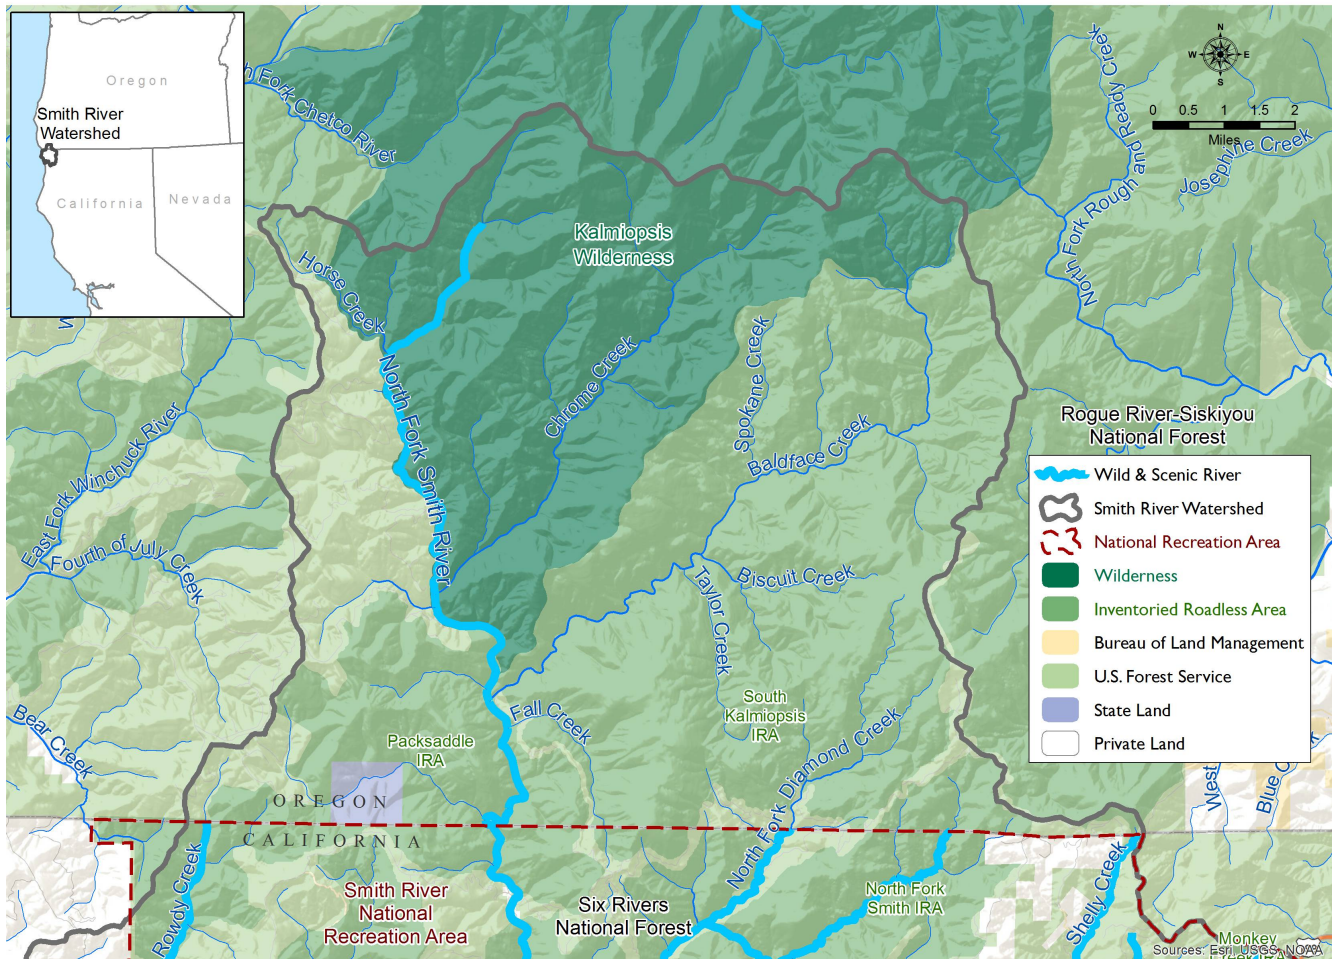 Oregon
Smith River
Watershed
California
Nevada
Fork Chetco River
N
W
E
S
0 0.5 1 1.5 2
Miles
North Fork Rough and Ready Creek
Josephine Creek
Kalmiopsis
Wilderness
Horse Creek
North Fork Smith River
Chrome Creek
Spokane Creek
Baldface Creek
East Fork Winchuck River
Fourth of July Creek
Biscuit Creek
Taylor Creek
Rogue River-Siskiyou
National Forest
Wild & Scenic River
Smith River Watershed
National Recreation Area
Wilderness
Inventoried Roadless Area
Bureau of Land Management
U.S. Forest Service
State Land
Private Land
Bear Creek
Fall Creek
South
Kalmiopsis
IRA
Packsaddle
IRA
North Fork Diamond Creek
West
Blue
OREGON
CALIFORNIA
Rowdy Creek
Smith River
National
Recreation Area
Six Rivers
National Forest
North Fork
Smith IRA
Shelly Creek
Monkey
Creek IRA
Sources: Esri, USGS, NOAA